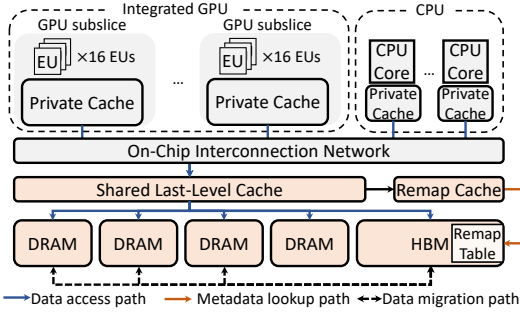 Integrated GPU
CPU
GPU subslice
GPU subslice
EU ×16 EUs
EU ×16 EUs
CPU Core
CPU Core
...
...
Private Cache
Private Cache
Private Cache
Private Cache
On-Chip Interconnection Network
Shared Last-Level Cache
Remap Cache
DRAM
DRAM
DRAM
DRAM
HBM
Remap Table
Data access path
Metadata lookup path
Data migration path